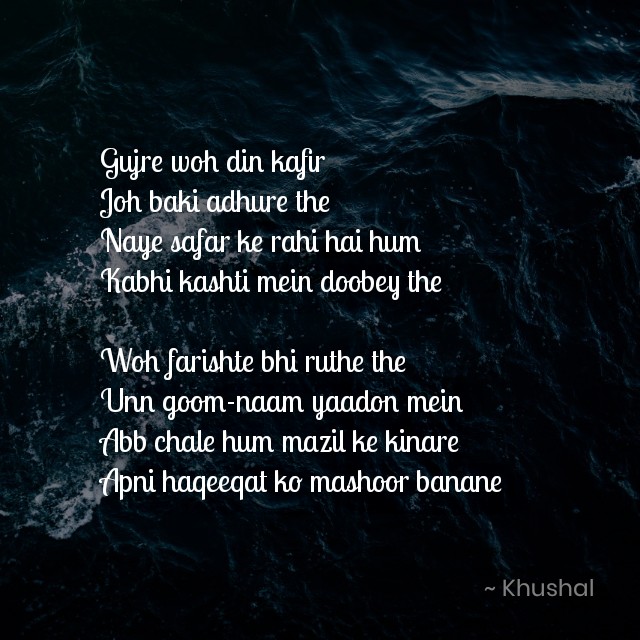 Gujre woh din kafir
Joh baki adhure the
Naye safar ke rahi hai hum
Kabhi kashti mein doobey the
Woh farishte bhi ruthe the
Unn goom-naam yaadon mein
Abb chale hum mazil ke kinare
Apni haqeeqat ko mashoor banane
~ Khushal